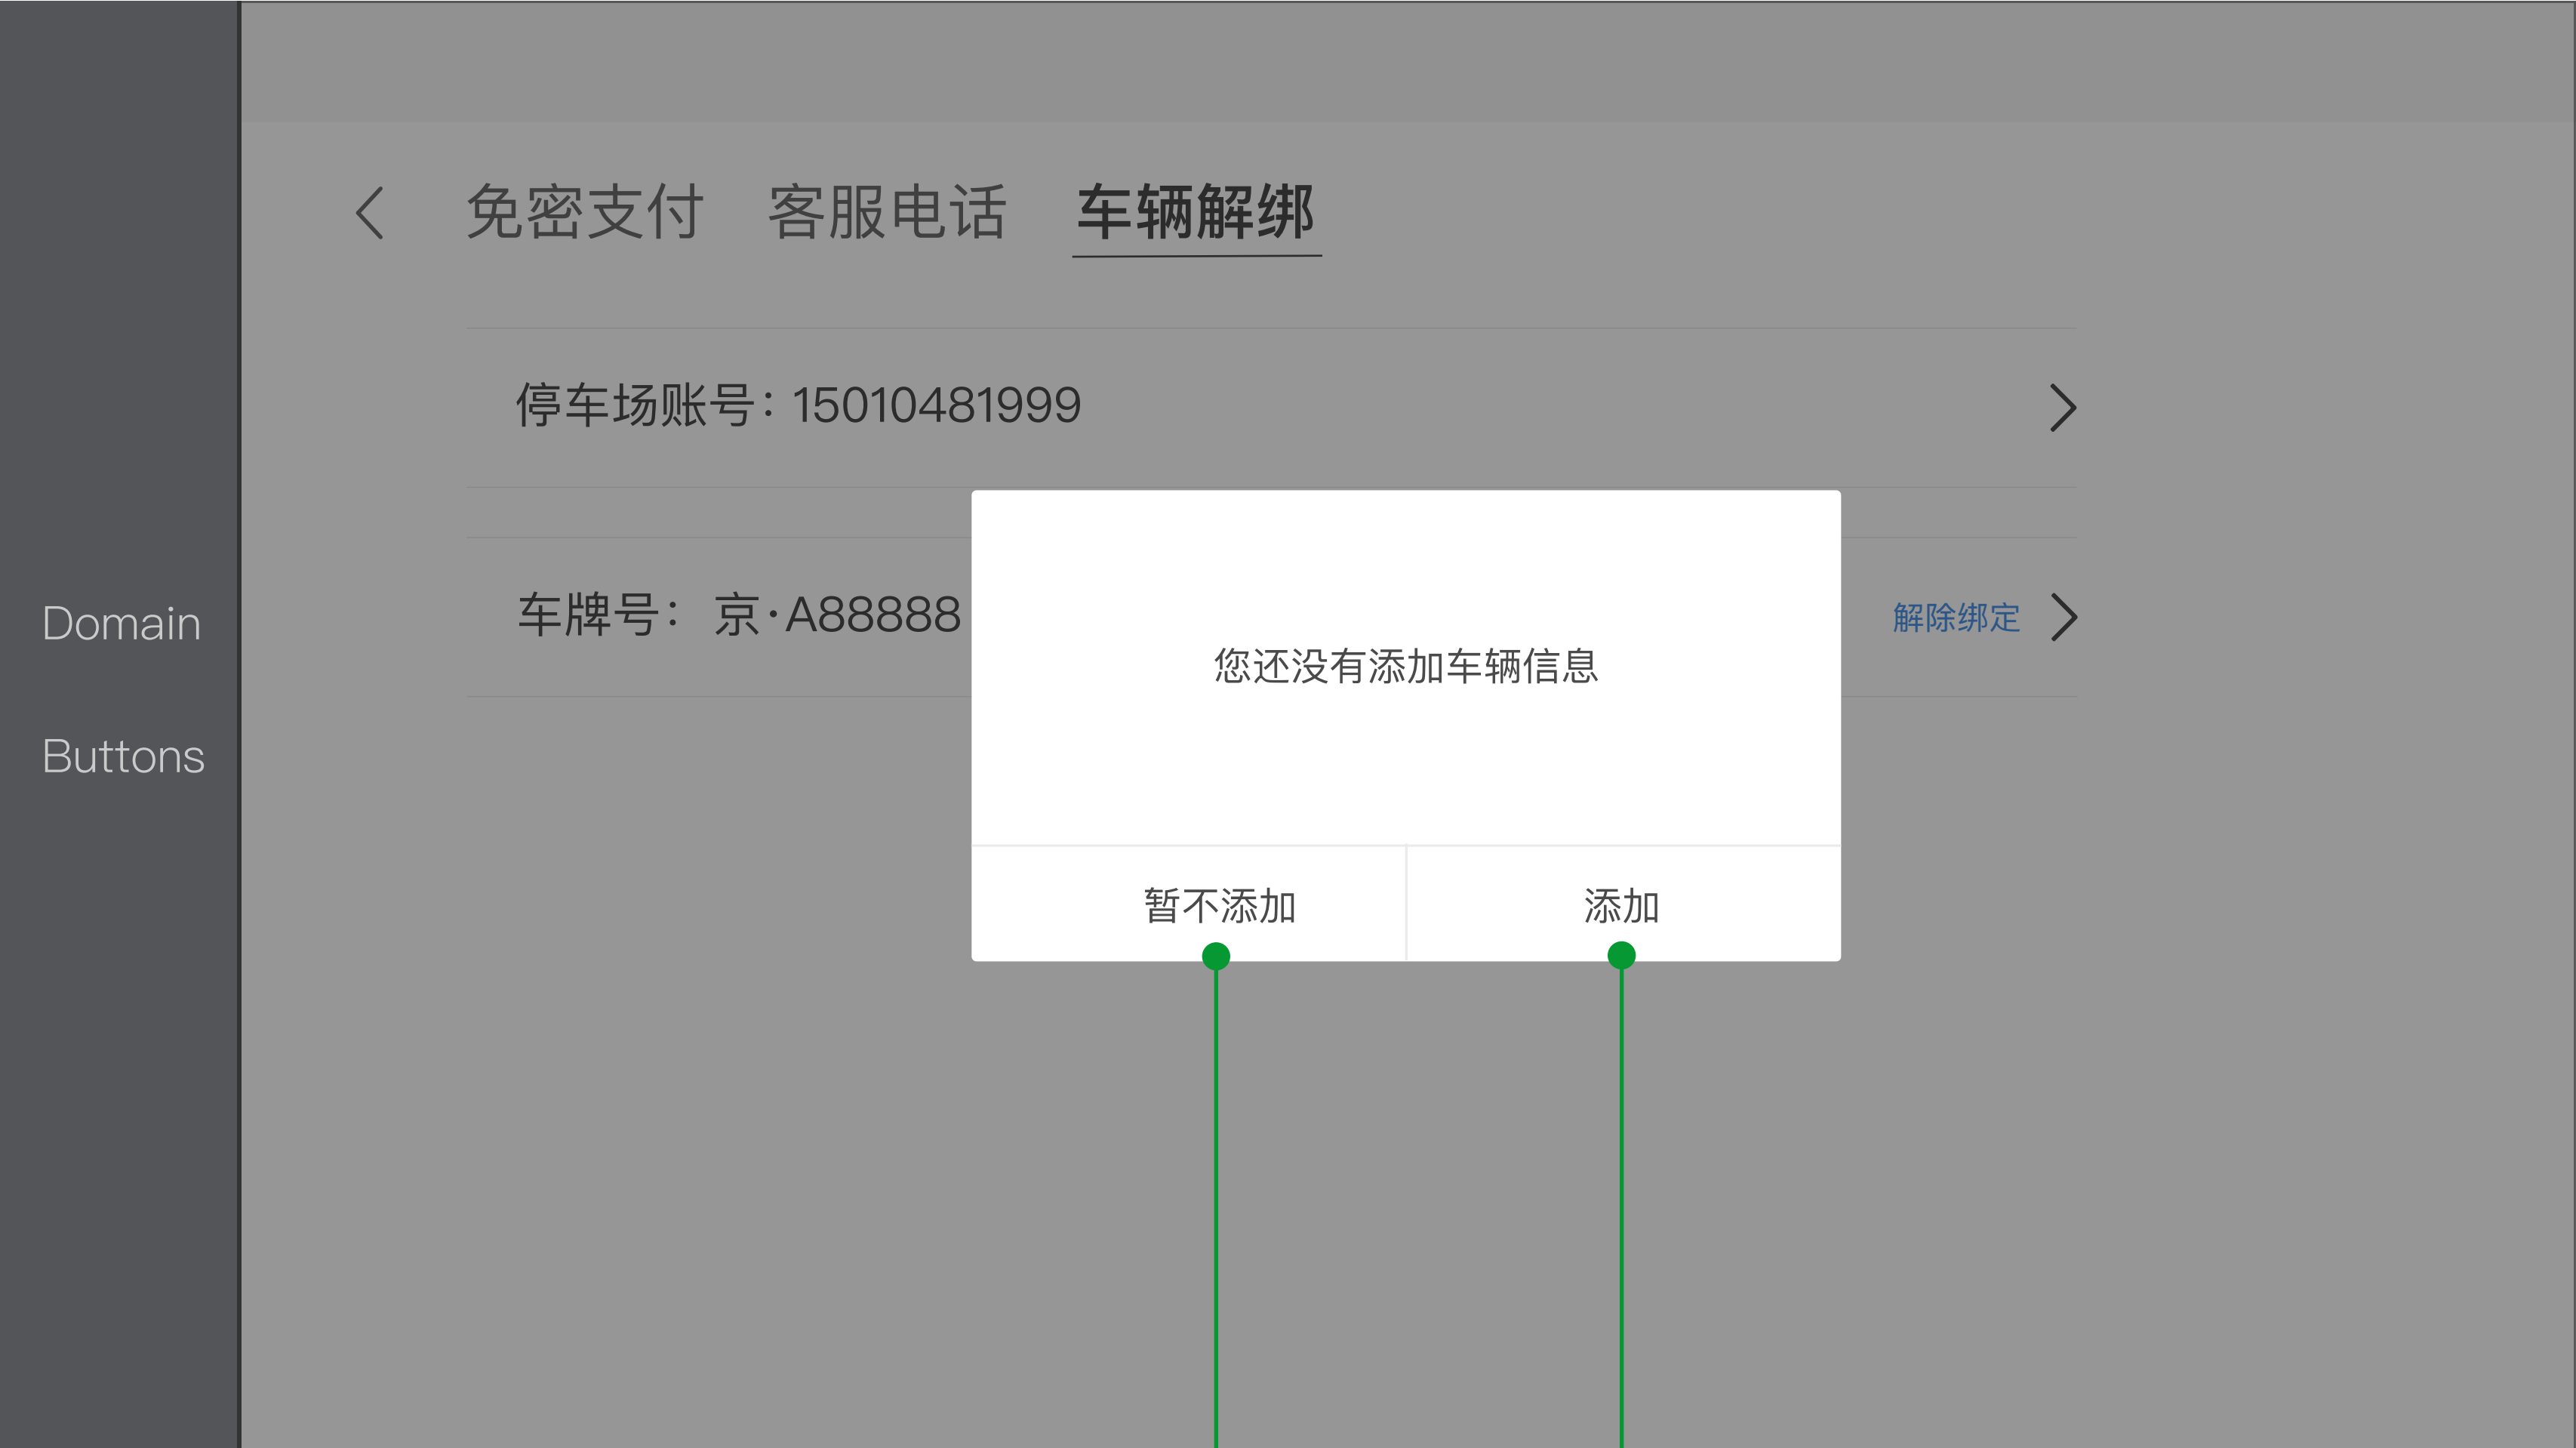 免密支付 客服电话 车辆解绑
停车场账号：15010481999
车牌号： 京·A88888
解除绑定
Domain
Buttons
您还没有添加车辆信息
暂不添加 添加